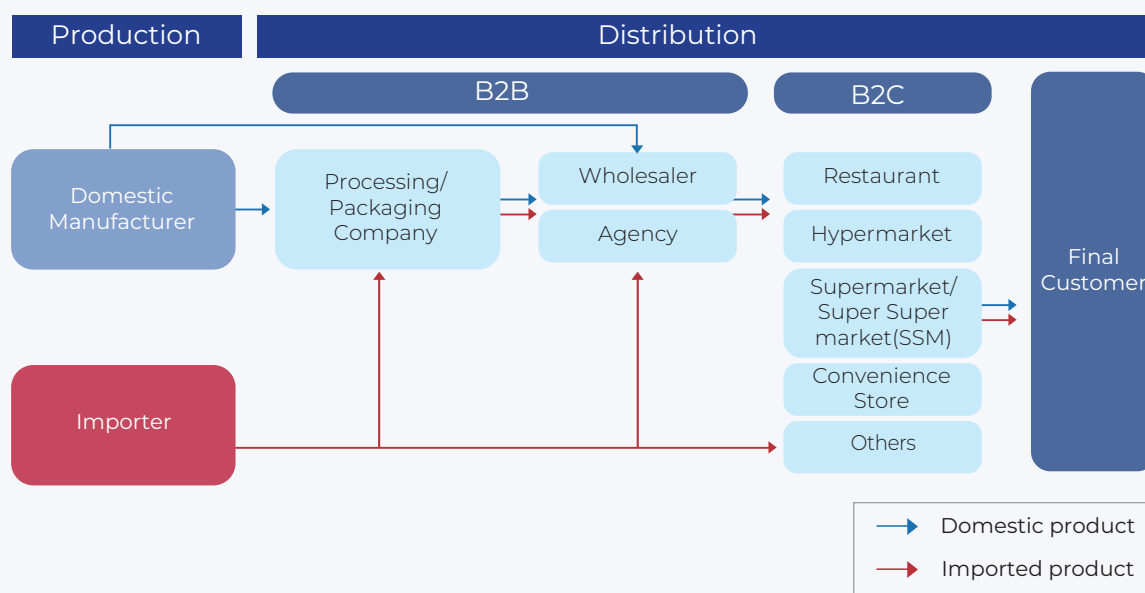 Production
Distribution
B2B
B2C
Domestic
Manufacturer
Processing/
Packaging
Company
Wholesaler
Agency
Restaurant
Hypermarket
Supermarket/
Super Super
market(SSM)
Convenience
Store
Others
Final
Customer
Importer
Domestic product
Imported product